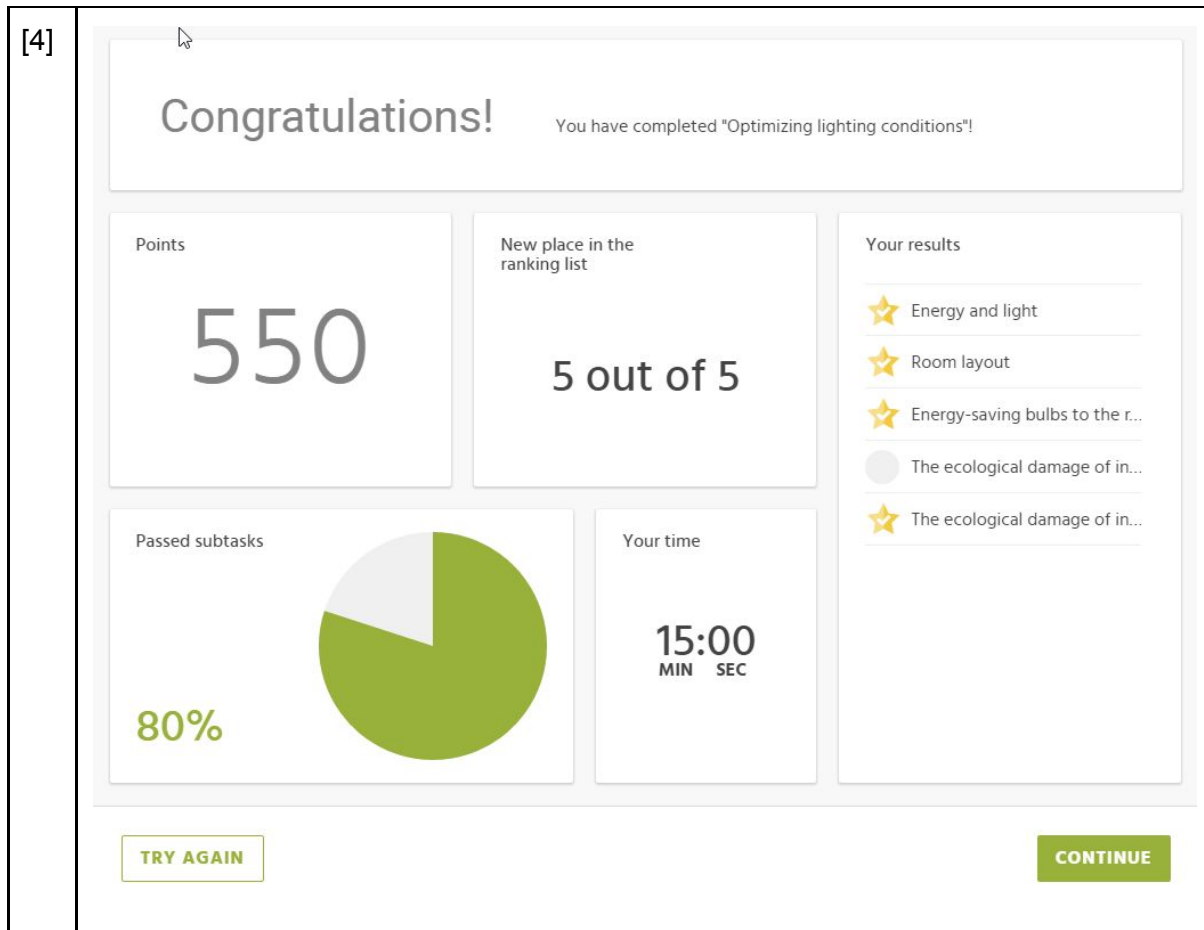 [4]
Congratulations!
You have completed "Optimizing lighting conditions"!
Points
550
New place in the
ranking list
5 out of 5
Your results
Energy and light
Room layout
Energy-saving bulbs to the r...
The ecological damage of in...
The ecological damage of in...
Passed subtasks
80%
Your time
15:00
MIN SEC
TRY AGAIN
CONTINUE